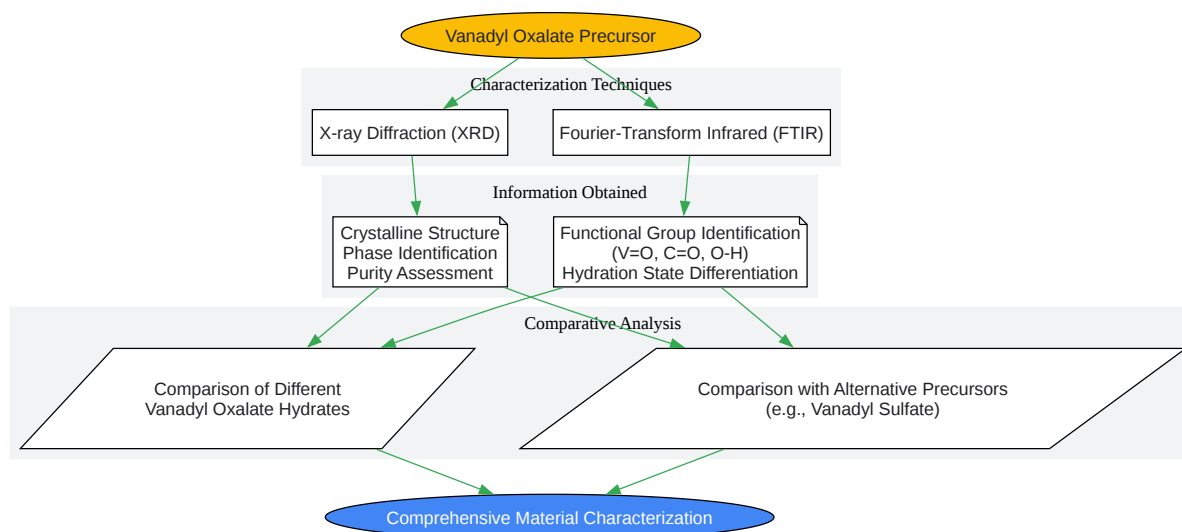 Vanadyl Oxalate Precursor
Characterization Techniques
X-ray Diffraction (XRD)
Fourier-Transform Infrared (FTIR)
Information Obtained
Crystalline Structure
Phase Identification
Purity Assessment
Functional Group Identification
(V=O, C=O, O-H)
Hydration State Differentiation
Comparative Analysis
Comparison of Different
Vanadyl Oxalate Hydrates
Comparison with Alternative Precursors
(e.g., Vanadyl Sulfate)
Comprehensive Material Characterization